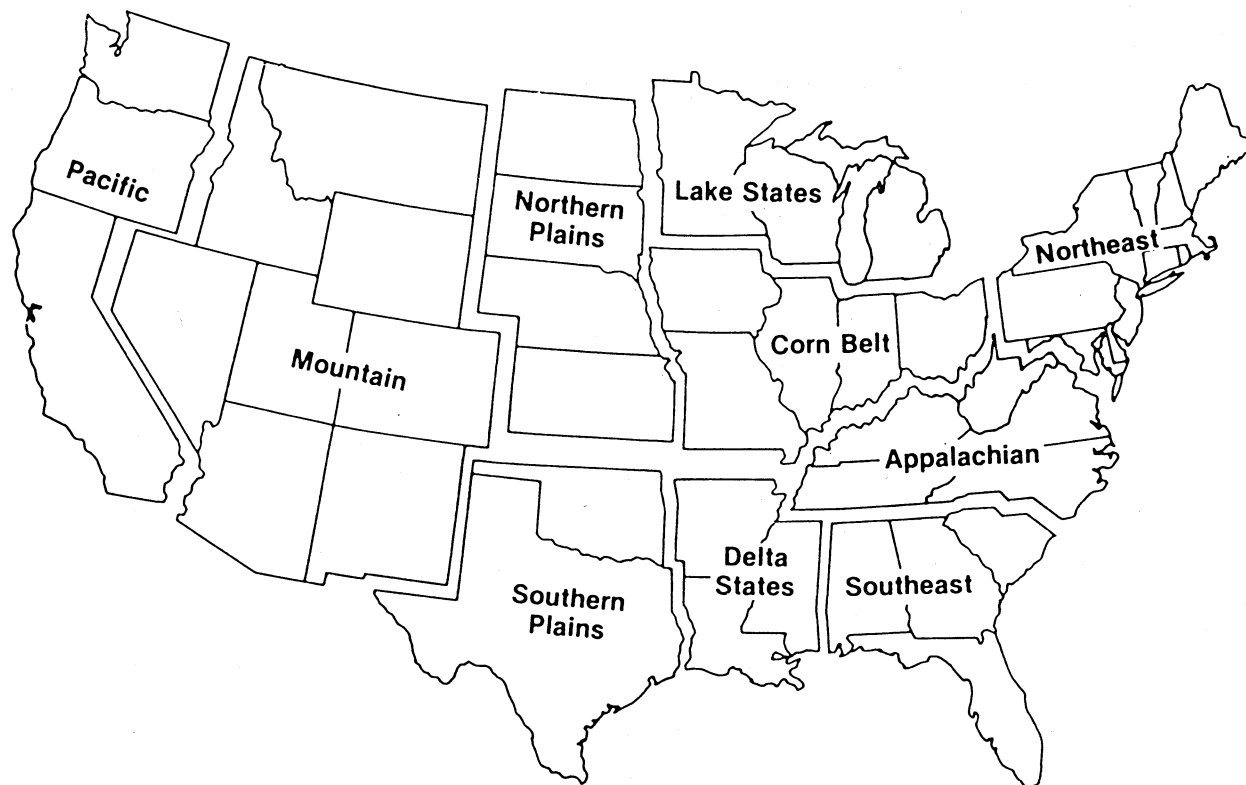 Pacific
Northern
Plains
Lake States
Northeast
Mountain
Corn Belt
Appalachian
Delta
States
Southeast
Southern
Plains